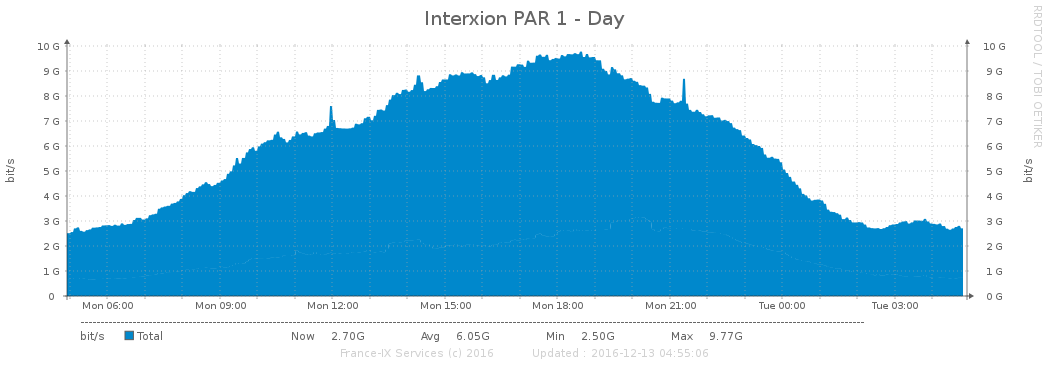 Interxion PAR 1 - Day
RRDTOOL / TOBI OETIKER
10 G 10 G
9 G 9 G
8 G 8 G
7 G 7 G
6 G 6 G
5 G 5 G
4 G 4 G
3 G 3 G
2 G 2 G
1 G 1 G
0 0 G
bit/s
bit/s
Mon 06:00 Mon 09:00 Mon 12:00 Mon 15:00 Mon 18:00 Mon 21:00 Tue 00:00 Tue 03:00
bit/s Total Now 2.70G Avg 6.05G Min 2.50G Max 9.77G
France-IX Services (c) 2016 Updated : 2016-12-13 04:55:06